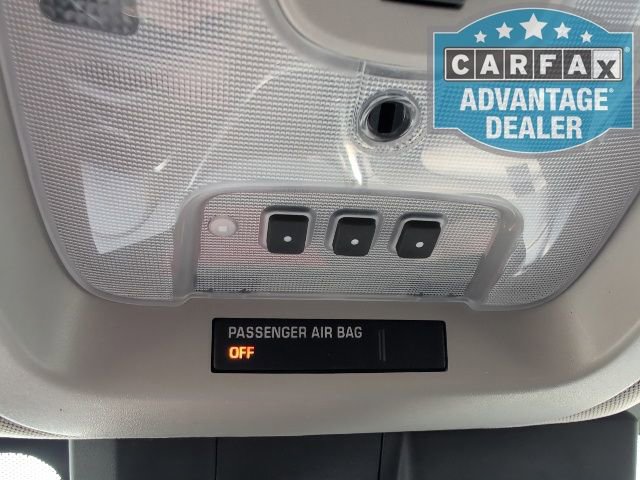 CARFAX
ADVANTAGE
DEALER
PASSENGER AIR BAG
OFF